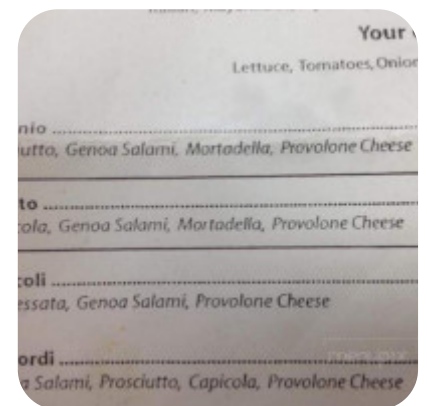 Your
Lettuce, Tomatoes, Onion
nio
utto, Genoa Salami, Mortadella, Provolone Cheese
to
cola, Genoa Salami, Mortadella, Provolone Cheese
coli
essata, Genoa Salami, Provolone Cheese
ordi
a Salami, Prosciutto, Capicola, Provolone Cheese